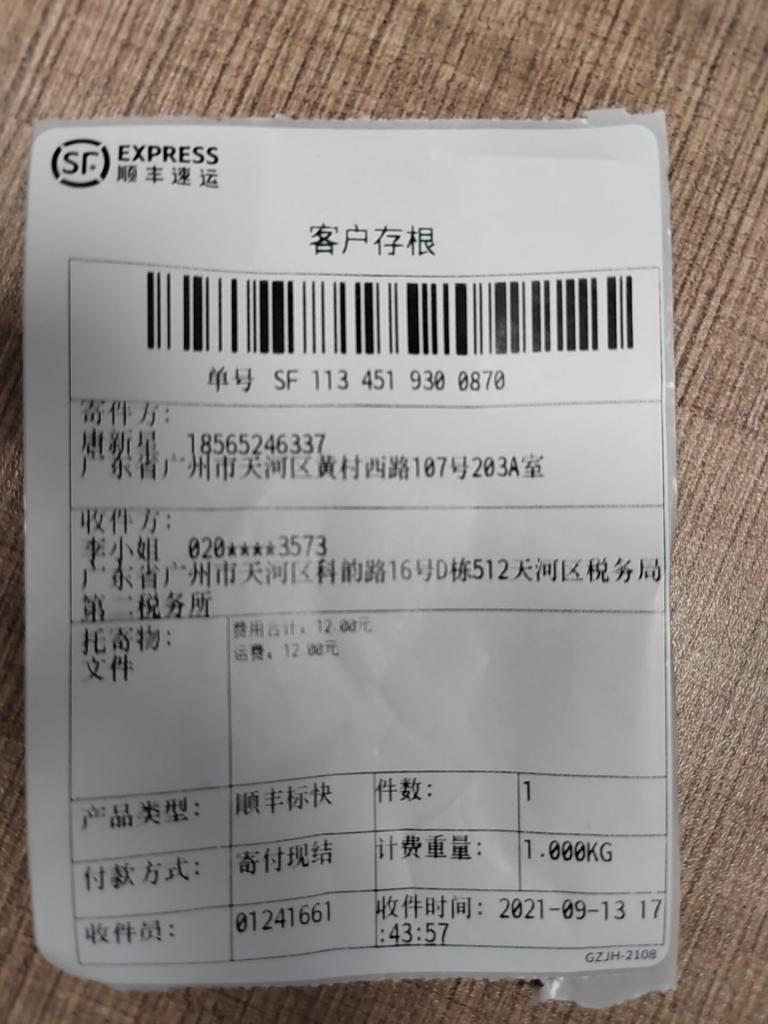 SF EXPRESS
顺丰速运
客户存根
单号 SF 113 451 930 0870
寄件方:
唐新星 18565246337
广东省广州市天河区黄村西路107号203A室
收件方:
李小姐 020****3573
广东省广州市天河区科韵路16号D栋512天河区税务局
第二税务所
托寄物:
文件
费用合计: 12.00元
运费: 12.00元
产品类型: 顺丰标快 件数: 1
付款方式: 寄付现结 计费重量: 1.000KG
收件员: 01241661 收件时间: 2021-09-13 17
:43:57
GZJH-2108